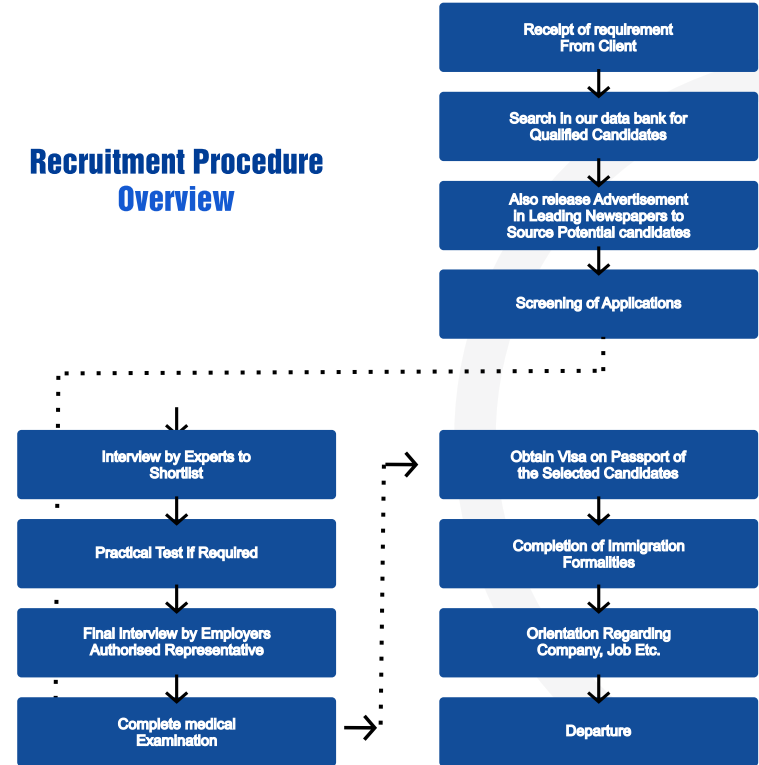 Recruitment Procedure
Overview
Receipt of requirement
From Client
Search in our data bank for
Qualified Candidates
Also release Advertisement
in Leading Newspapers to
Source Potential candidates
Screening of Applications
Interview by Experts to
Shortlist
Practical Test if Required
Final interview by Employers
Authorised Representative
Complete medical
Examination
Obtain Visa on Passport of
the Selected Candidates
Completion of Immigration
Formalities
Orientation Regarding
Company, Job Etc.
Departure